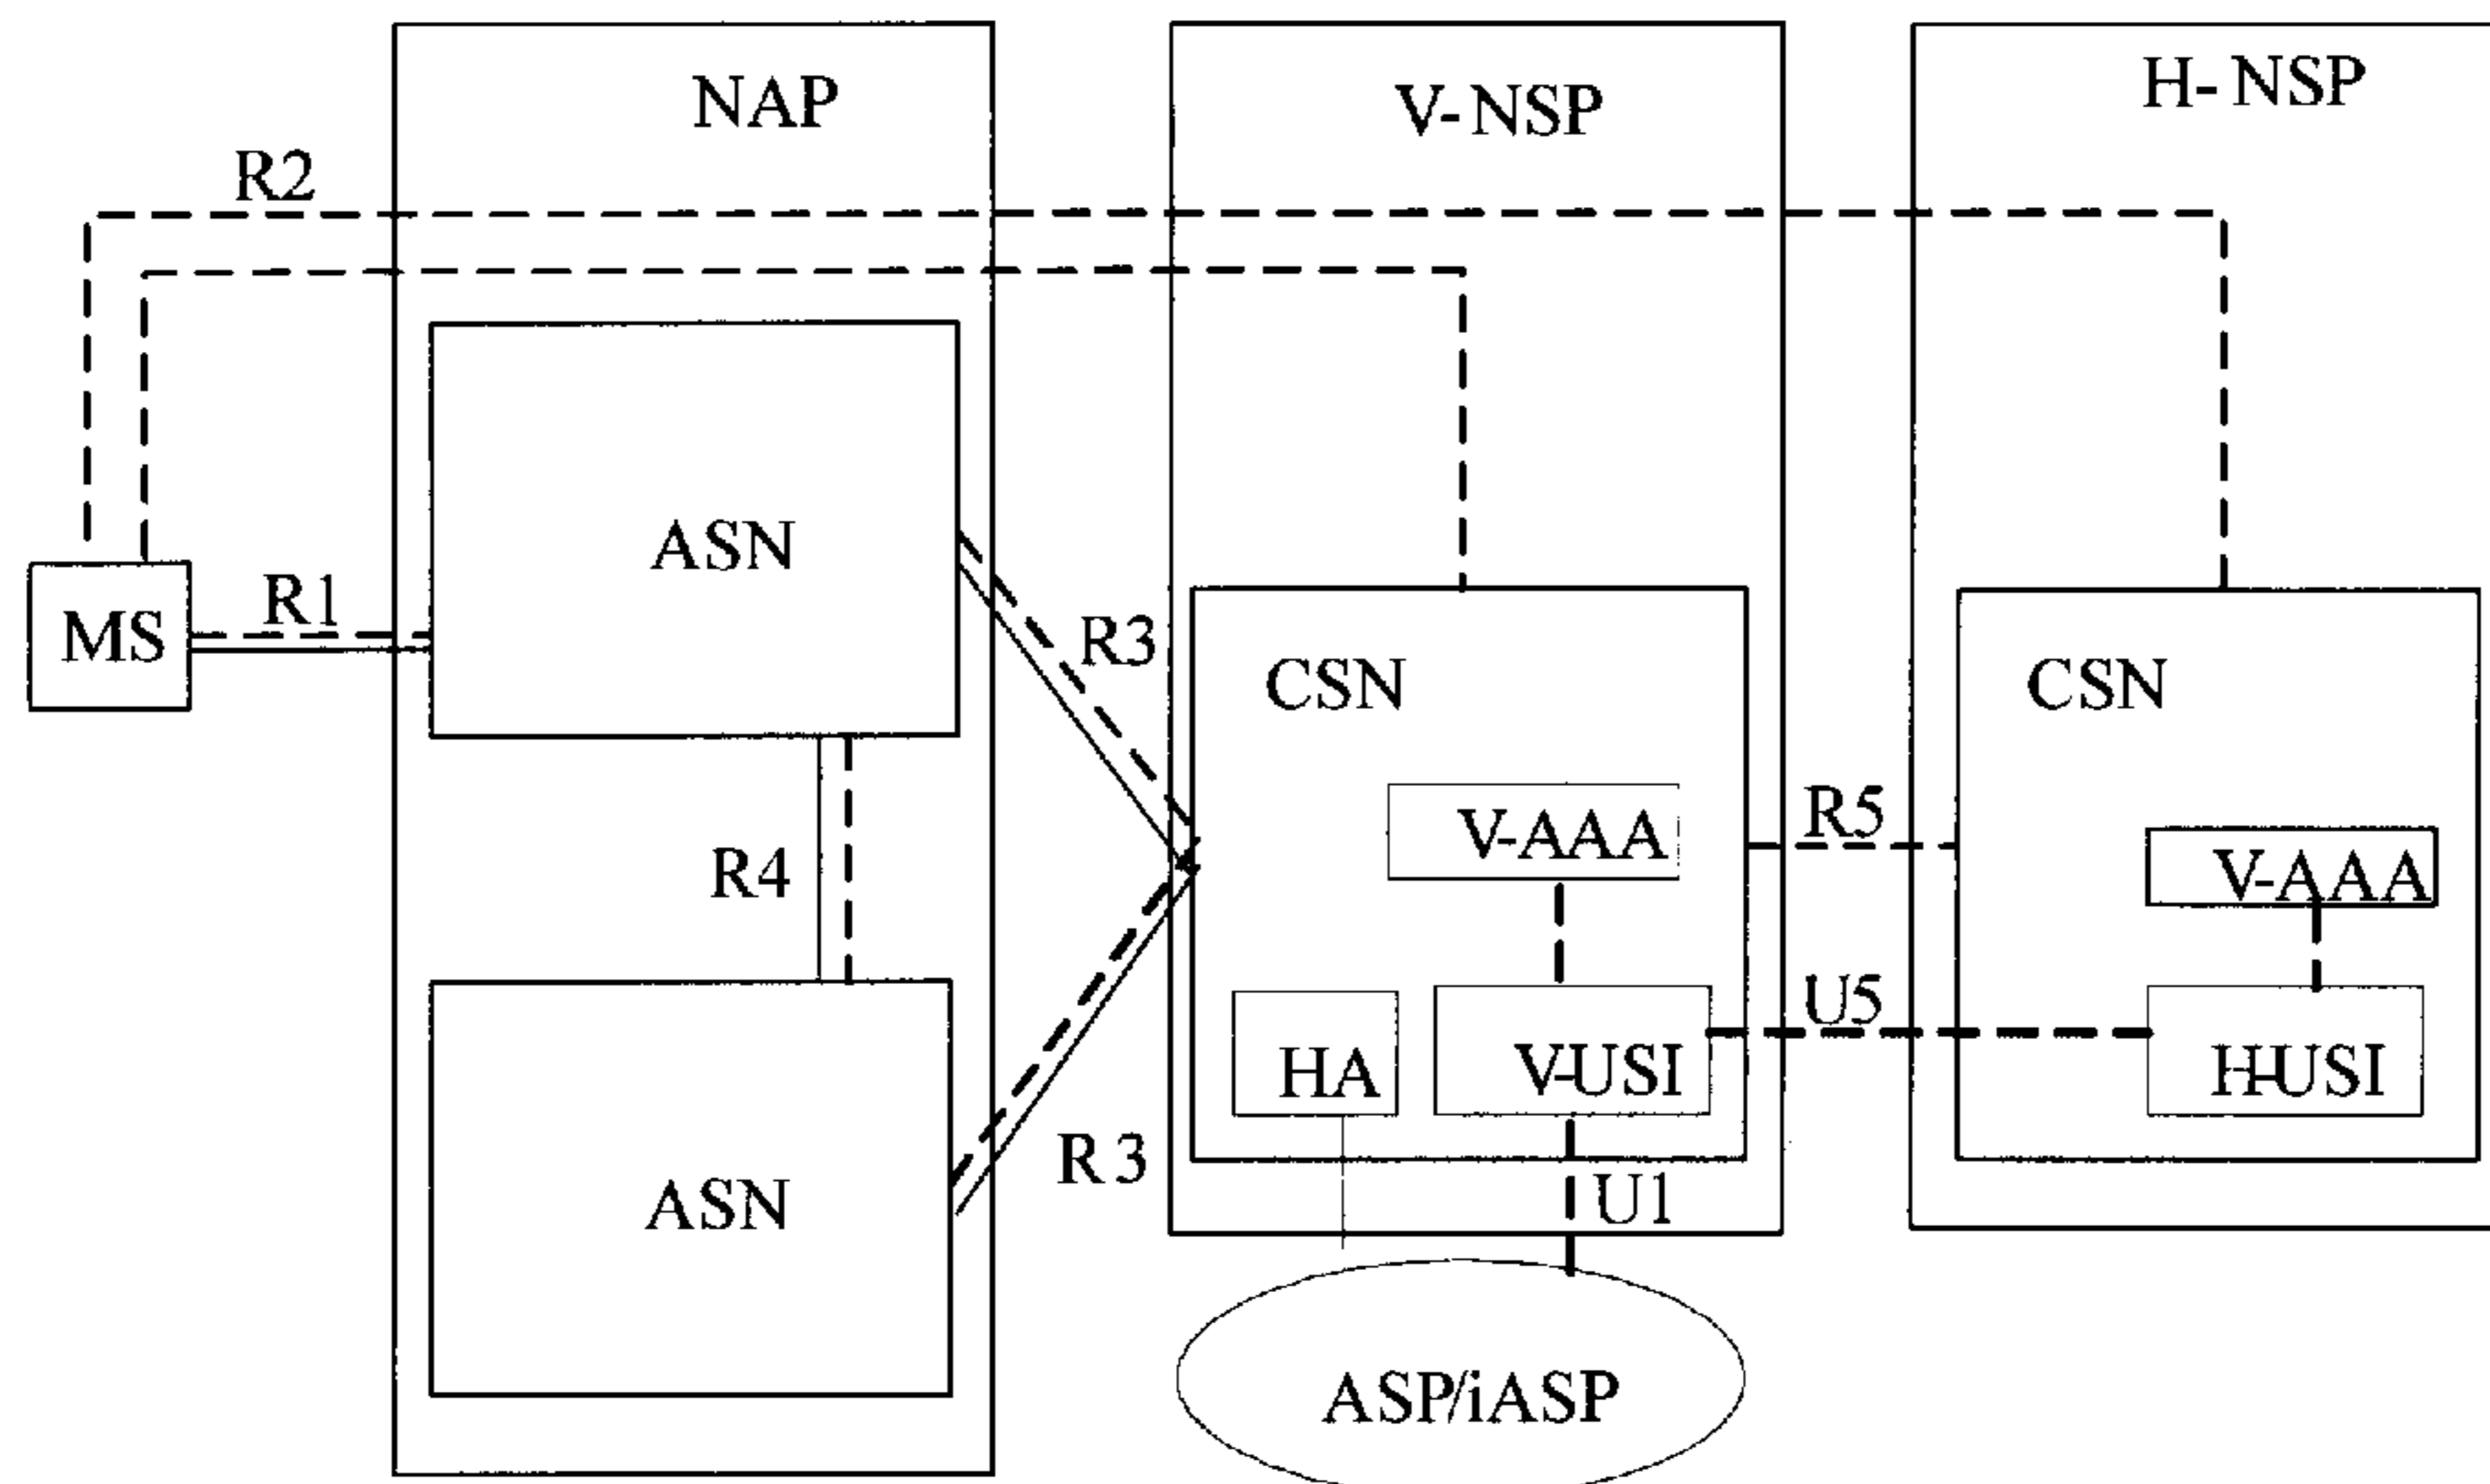 NAP
V-NSP
H-NSP
R2
ASN
MS
R1
R3
CSN
CSN
V-AAA
R5
V-AAA
R4
U5
HA
V-USI
H-USI
R3
ASN
U1
ASP/iASP